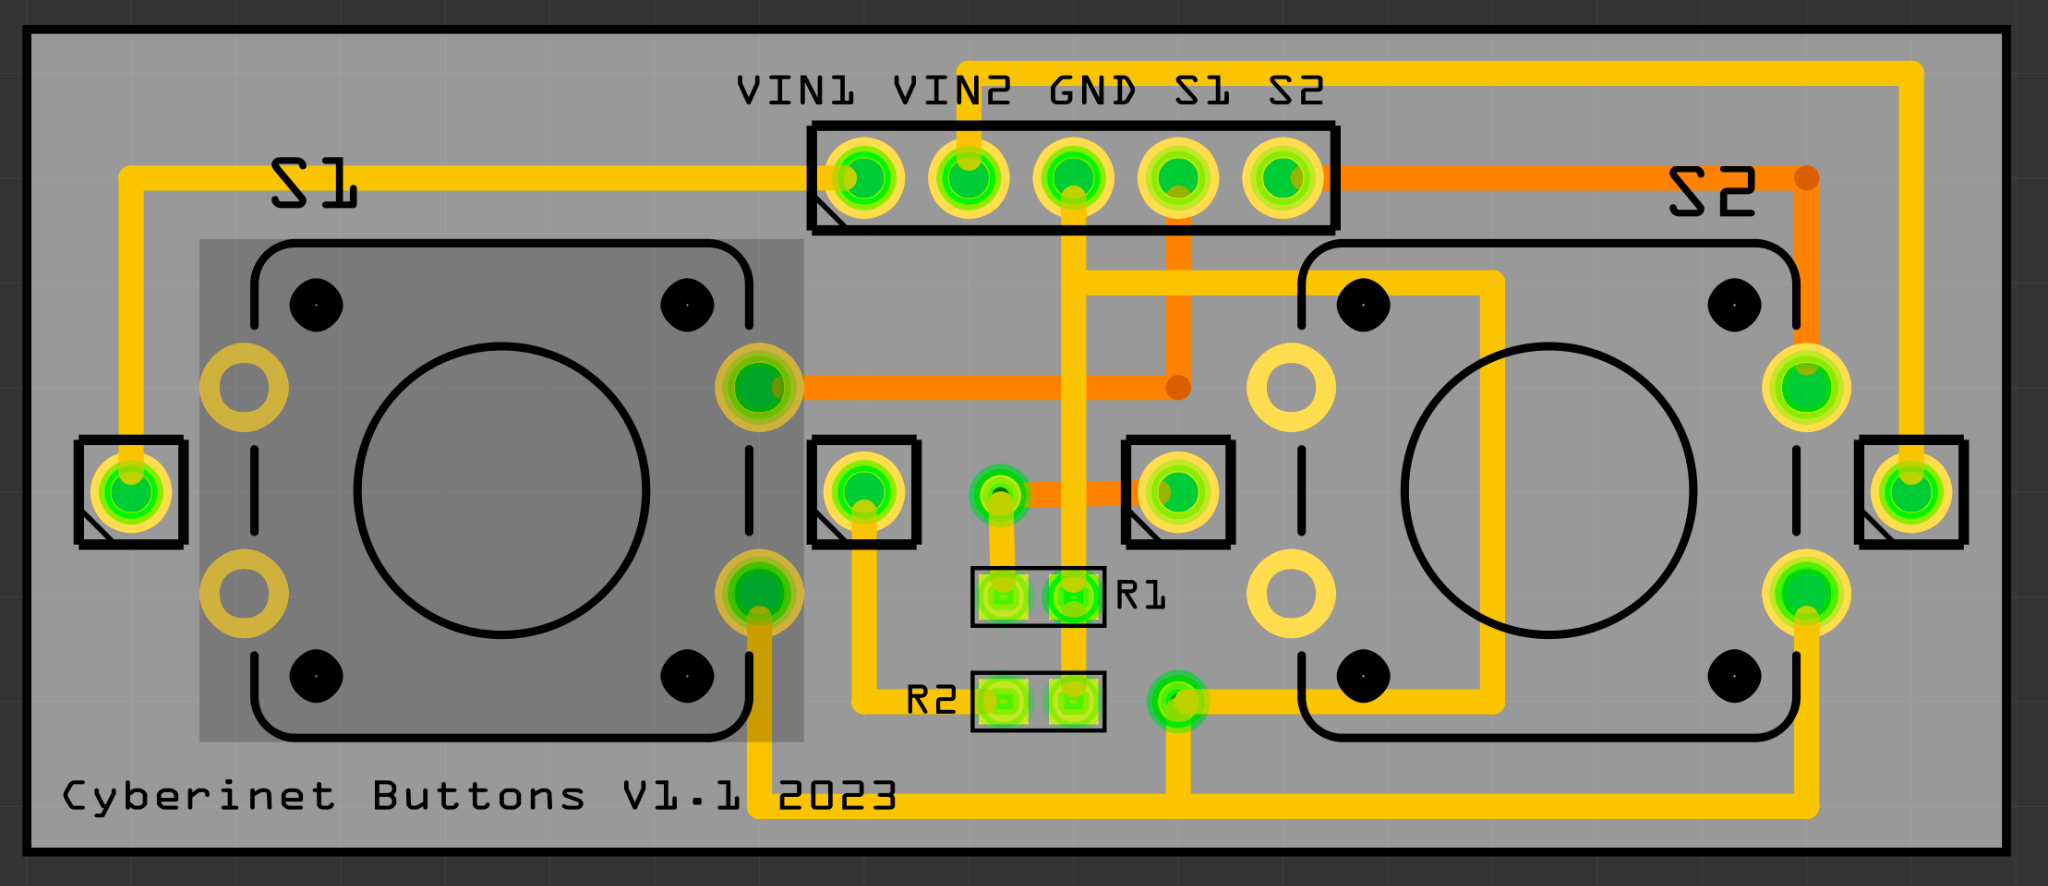 VIN1 VIN2 GND S1 S2
S1
S2
R1
R2
Cyberinet Buttons V1.1 2023